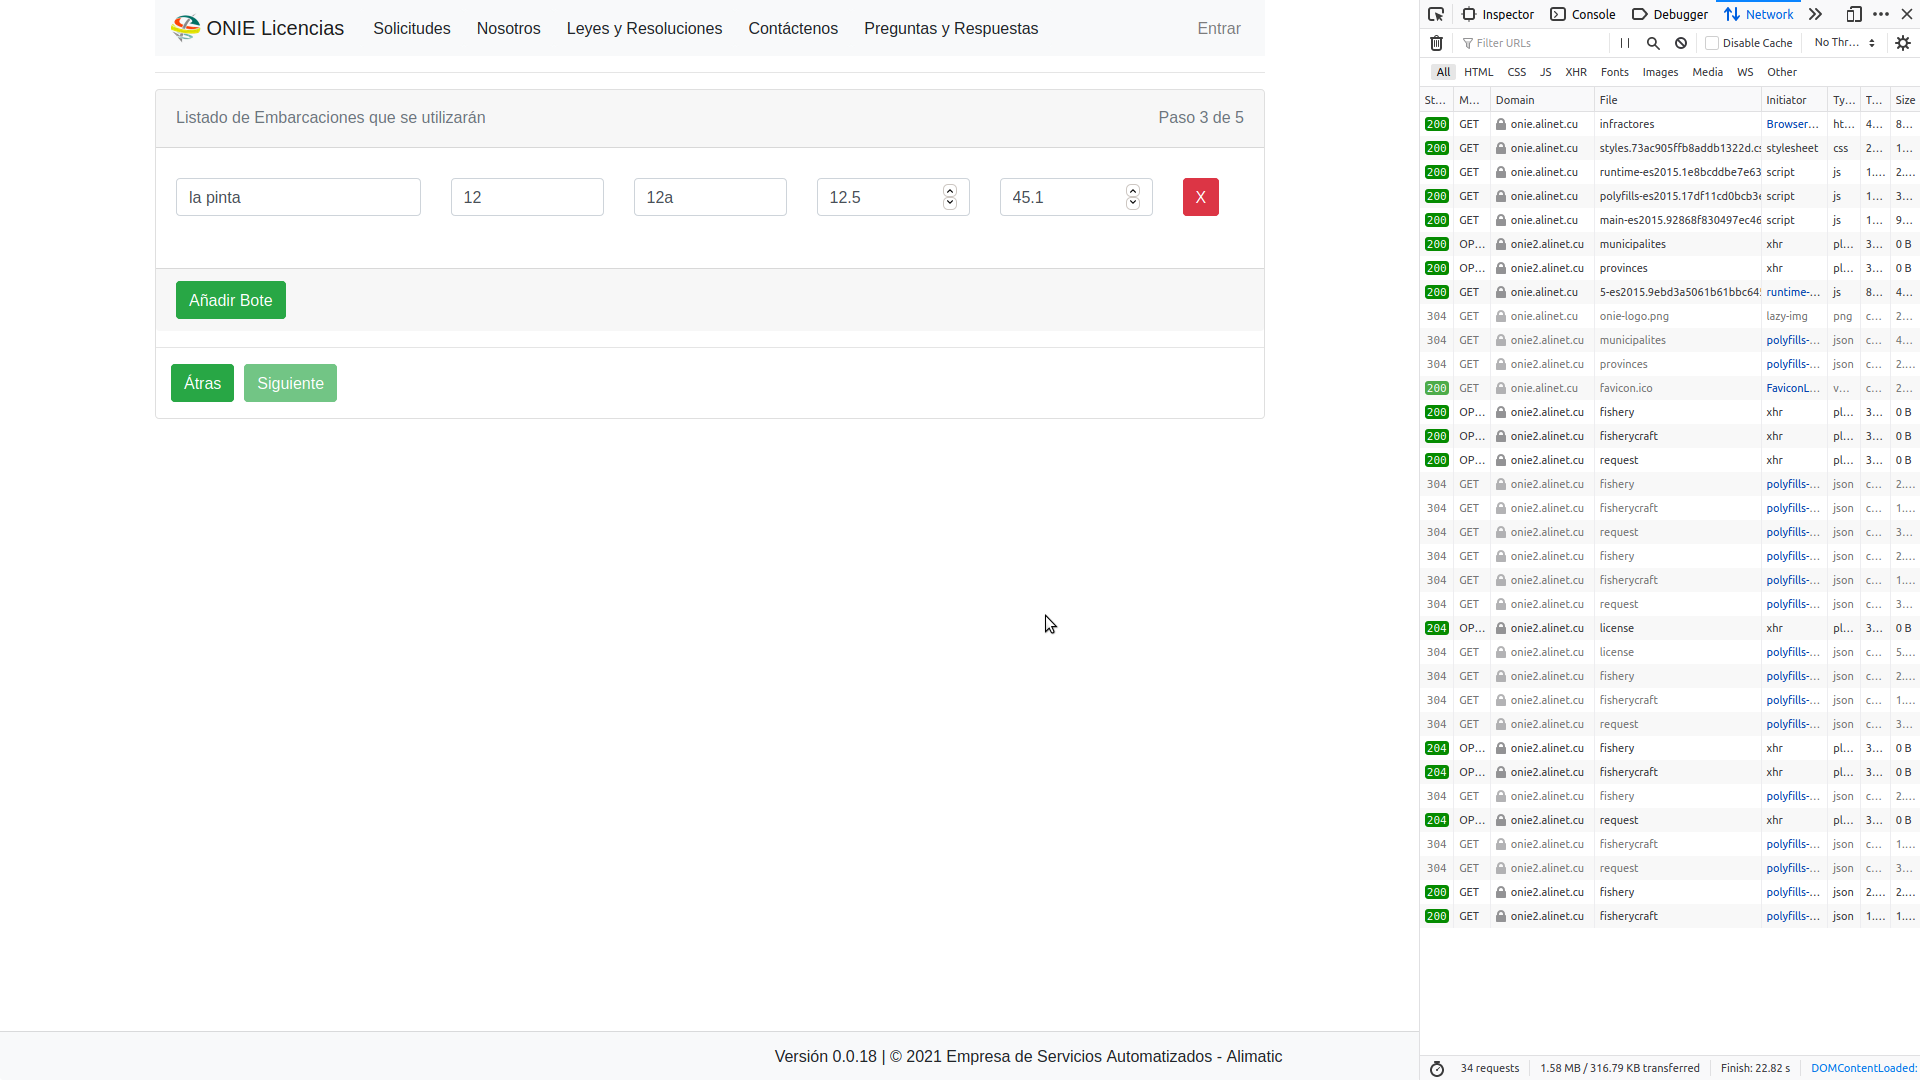 ONIE Licencias Solicitudes Nosotros Leyes y Resoluciones Contáctenos Preguntas y Respuestas Entrar
Listado de Embarcaciones que se utilizarán Paso 3 de 5
la pinta 12 12a 12.5 45.1 X
Añadir Bote
Átras Siguiente
Versión 0.0.18 | © 2021 Empresa de Servicios Automatizados - Alimatic
Inspector Console Debugger Network
Filter URLs Disable Cache No Thr...
All HTML CSS JS XHR Fonts Images Media WS Other
St... M... Domain File Initiator Ty... T... Size
200 GET onie.alinet.cu infractores Browser... ht... 4... 8...
200 GET onie.alinet.cu styles.73ac905ffb8addb1322d.cs stylesheet css 2... 1...
200 GET onie.alinet.cu runtime-es2015.1e8bcddbe7e63 script js 1.... 2...
200 GET onie.alinet.cu polyfills-es2015.17df11cd0bcb3e script js 1... 3...
200 GET onie.alinet.cu main-es2015.92868f830497ec46 script js 1... 9...
200 OP... onie2.alinet.cu municipalites xhr pl... 3... 0 B
200 OP... onie2.alinet.cu provinces xhr pl... 3... 0 B
200 GET onie.alinet.cu 5-es2015.9ebd3a5061b61bbc645 runtime-... js 8... 4...
304 GET onie.alinet.cu onie-logo.png lazy-img png c... 2...
304 GET onie2.alinet.cu municipalites polyfills-... json c... 4...
304 GET onie2.alinet.cu provinces polyfills-... json c... 2....
200 GET onie.alinet.cu favicon.ico FaviconL... v... c... 2...
200 OP... onie2.alinet.cu fishery xhr pl... 3... 0 B
200 OP... onie2.alinet.cu fisherycraft xhr pl... 3... 0 B
200 OP... onie2.alinet.cu request xhr pl... 3... 0 B
304 GET onie2.alinet.cu fishery polyfills-... json c... 2....
304 GET onie2.alinet.cu fisherycraft polyfills-... json c... 1....
304 GET onie2.alinet.cu request polyfills-... json c... 3...
304 GET onie2.alinet.cu fishery polyfills-... json c... 2....
304 GET onie2.alinet.cu fisherycraft polyfills-... json c... 1....
304 GET onie2.alinet.cu request polyfills-... json c... 3...
204 OP... onie2.alinet.cu license xhr pl... 3... 0 B
304 GET onie2.alinet.cu license polyfills-... json c... 5....
304 GET onie2.alinet.cu fishery polyfills-... json c... 2....
304 GET onie2.alinet.cu fisherycraft polyfills-... json c... 1....
304 GET onie2.alinet.cu request polyfills-... json c... 3...
204 OP... onie2.alinet.cu fishery xhr pl... 3... 0 B
204 OP... onie2.alinet.cu fisherycraft xhr pl... 3... 0 B
304 GET onie2.alinet.cu fishery polyfills-... json c... 2....
204 OP... onie2.alinet.cu request xhr pl... 3... 0 B
304 GET onie2.alinet.cu fisherycraft polyfills-... json c... 1....
304 GET onie2.alinet.cu request polyfills-... json c... 3...
200 GET onie2.alinet.cu fishery polyfills-... json 2.... 2....
200 GET onie2.alinet.cu fisherycraft polyfills-... json 1.... 1....
34 requests 1.58 MB / 316.79 KB transferred Finish: 22.82 s DOMContentLoaded: